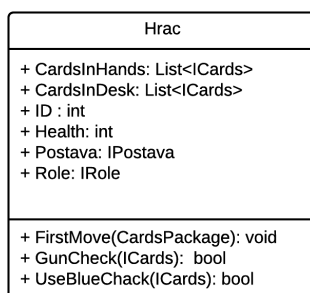 Hrac
+ CardsInHands: List<ICards>
+ CardsInDesk: List<ICards>
+ ID : int
+ Health: int
+ Postava: IPostava
+ Role: IRole
+ FirstMove(CardsPackage): void
+ GunCheck(ICards):  bool
+ UseBlueChack(ICards): bool